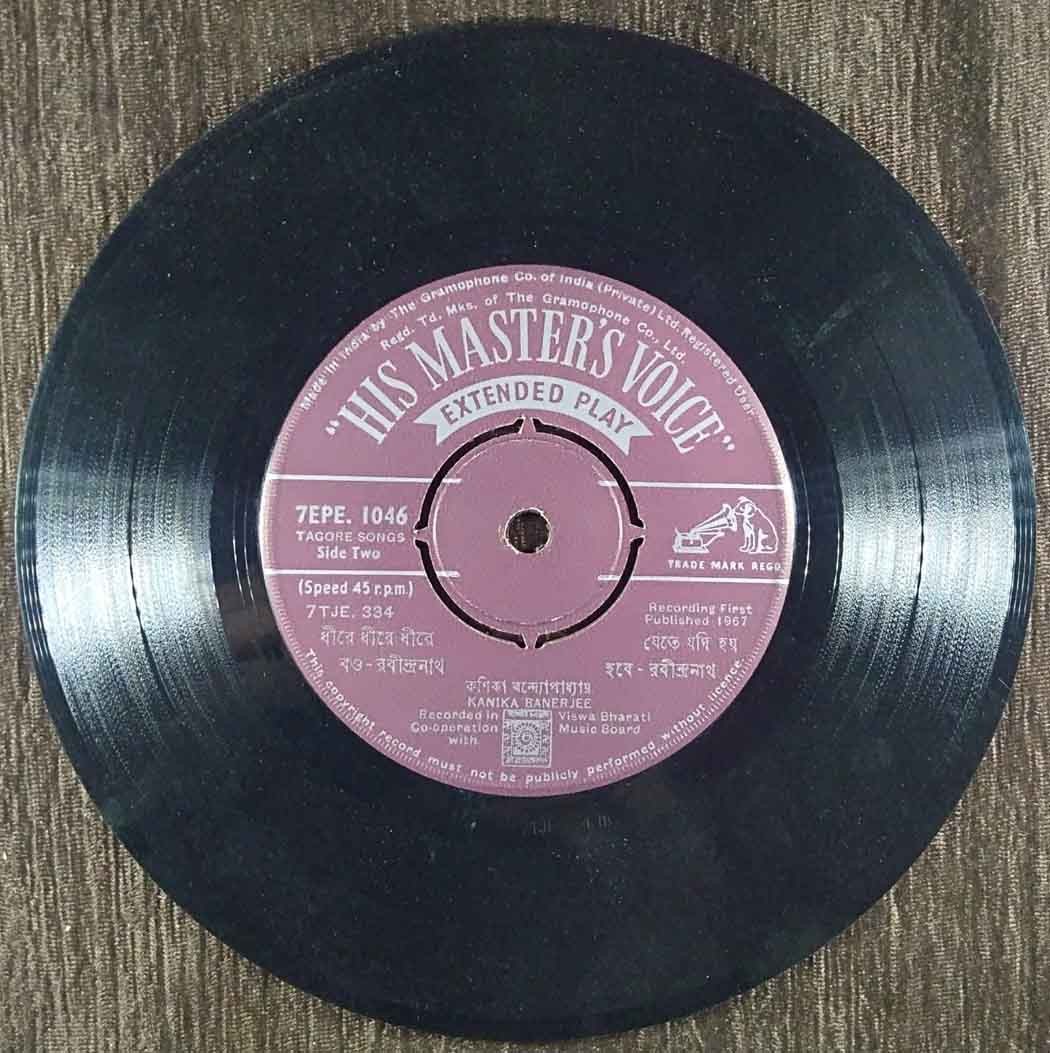 Made in India by The Gramophone Co. of India (Private) Ltd. Registered User
Regd. Td. Mks. of The Gramophone Co., Ltd.
"HIS MASTER'S VOICE"
EXTENDED PLAY
7EPE. 1046
TAGORE SONGS
Side Two
TRADE MARK REGD
(Speed 45 r.p.m.)
7TJE. 334
Recording First
Published 1967
ধীরে ধীরে ধীরে
বও - রবীন্দ্রনাথ
যেতে যদি হয়
হবে - রবীন্দ্রনাথ
কণিকা বন্দ্যোপাধ্যায়
KANIKA BANERJEE
Recorded in Viswa Bharati
Co-operation Music Board
with
This copyright record must not be publicly performed without licence.